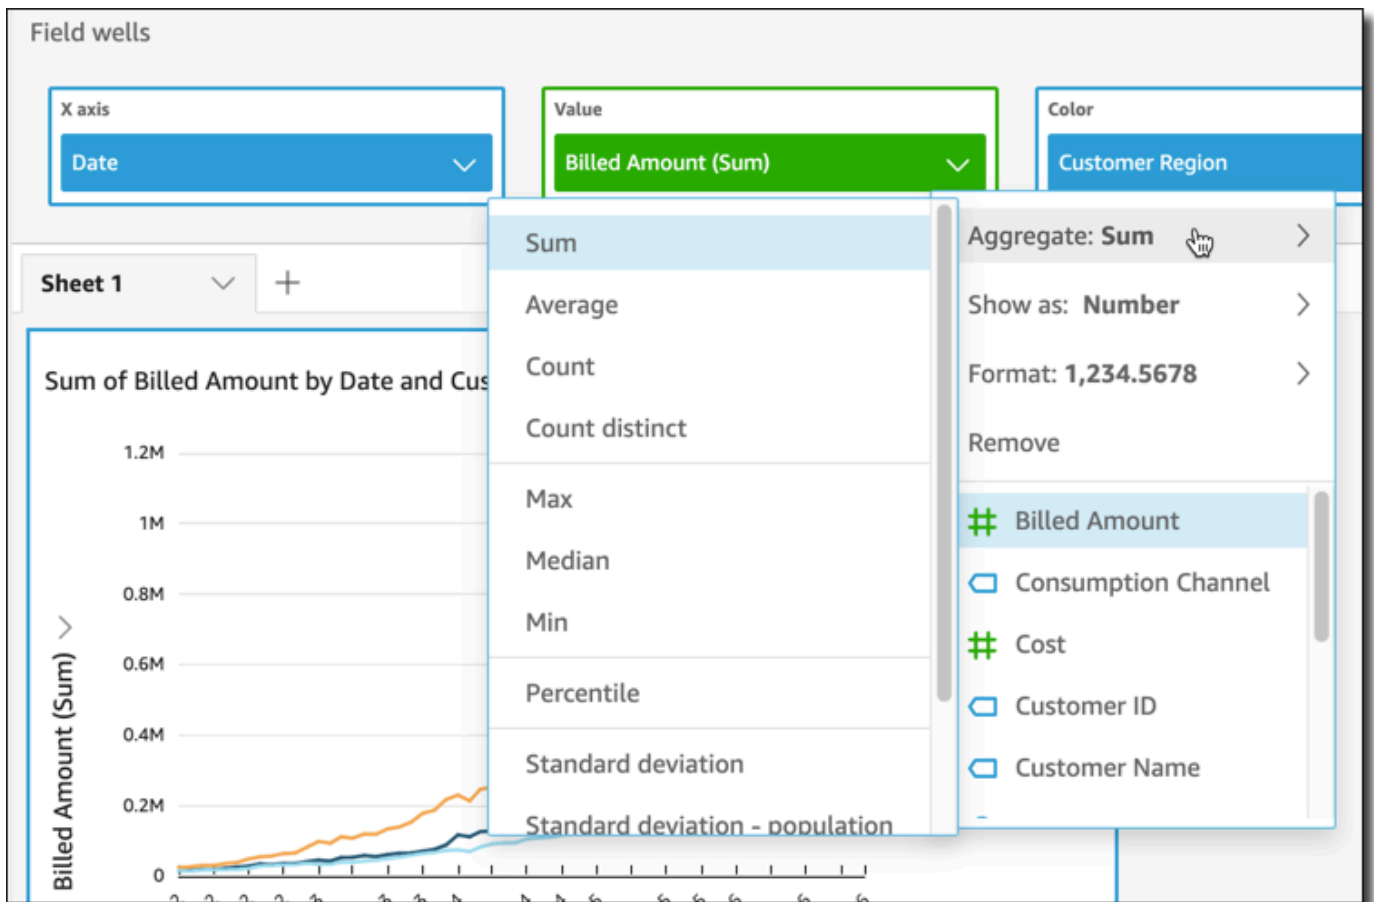 Field wells
X axis
Date
Value
Billed Amount (Sum)
Color
Customer Region
Sum
Average
Count
Count distinct
Max
Median
Min
Percentile
Standard deviation
Standard deviation - population
Aggregate: Sum
Show as: Number
Format: 1,234.5678
Remove
Billed Amount
Consumption Channel
Cost
Customer ID
Customer Name
Sheet 1
Sum of Billed Amount by Date and Cus
Billed Amount (Sum)
1.2M
1M
0.8M
0.6M
0.4M
0.2M
0